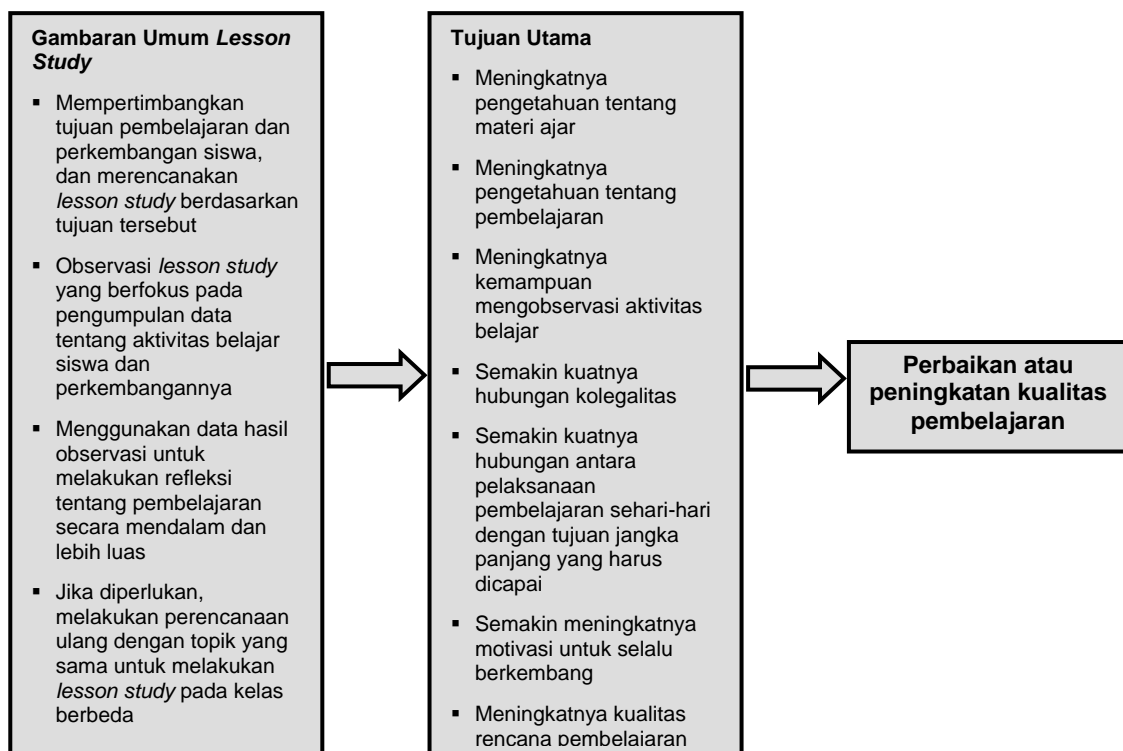 Gambaran Umum Lesson
Study
▪ Mempertimbangkan
tujuan pembelajaran dan
perkembangan siswa,
dan merencanakan
lesson study berdasarkan
tujuan tersebut
▪ Observasi lesson study
yang berfokus pada
pengumpulan data
tentang aktivitas belajar
siswa dan
perkembangannya
▪ Menggunakan data hasil
observasi untuk
melakukan refleksi
tentang pembelajaran
secara mendalam dan
lebih luas
▪ Jika diperlukan,
melakukan perencanaan
ulang dengan topik yang
sama untuk melakukan
lesson study pada kelas
berbeda
Tujuan Utama
▪ Meningkatnya
pengetahuan tentang
materi ajar
▪ Meningkatnya
pengetahuan tentang
pembelajaran
▪ Meningkatnya
kemampuan
mengobservasi aktivitas
belajar
▪ Semakin kuatnya
hubungan kolegalitas
▪ Semakin kuatnya
hubungan antara
pelaksanaan
pembelajaran sehari-hari
dengan tujuan jangka
panjang yang harus
dicapai
▪ Semakin meningkatnya
motivasi untuk selalu
berkembang
▪ Meningkatnya kualitas
rencana pembelajaran
Perbaikan atau
peningkatan kualitas
pembelajaran